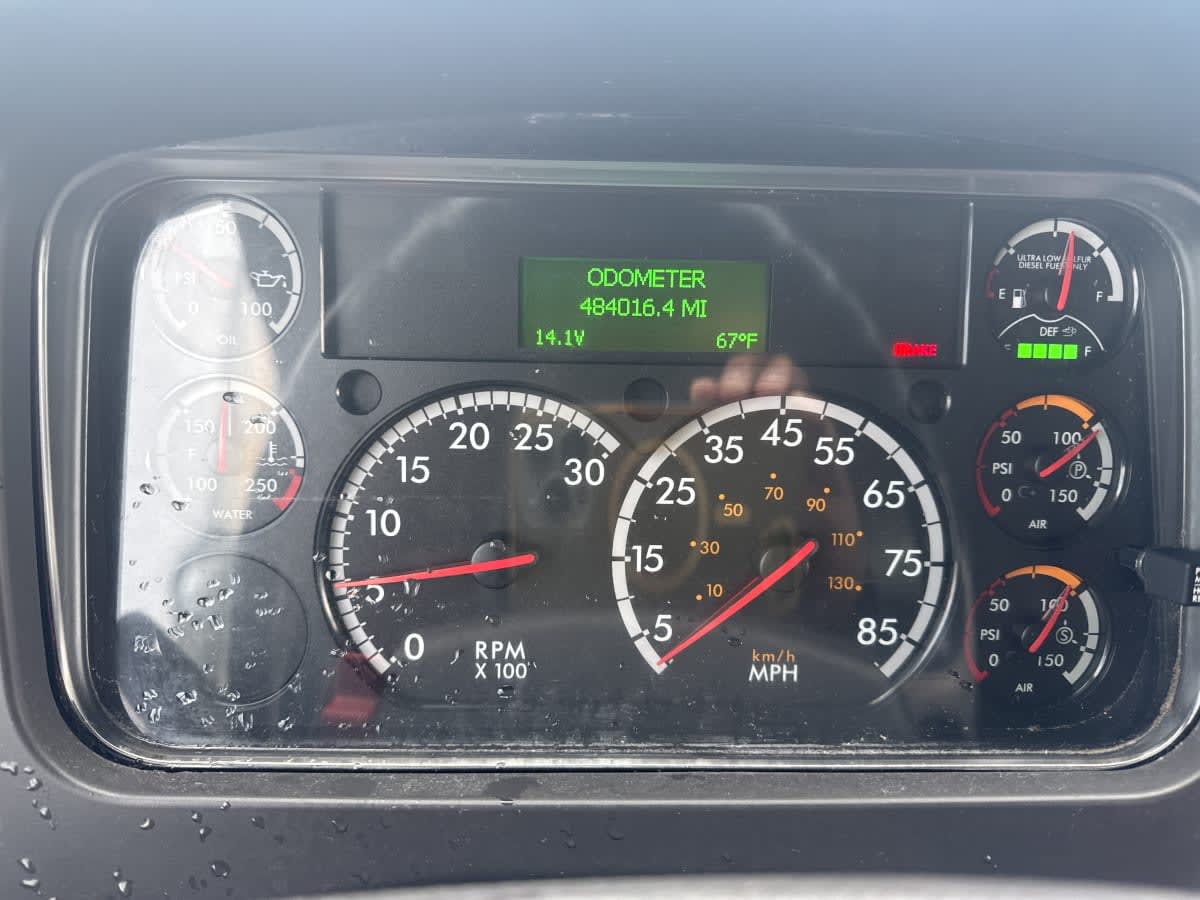 ODOMETER
484016.4 MI
14.1V 67°F
BRAKE
50
PSI
0 100
OIL
150 200
F
100 250
WATER
0 5 10 15 20 25 30
RPM
X 100
5 15 25 35 45 55 65 75 85
10 30 50 70 90 110 130
km/h
MPH
ULTRA LOW SULFUR
DIESEL FUEL ONLY
E F
DEF
E F
50 100
PSI P
0 150
AIR
50 100
PSI S
0 150
AIR